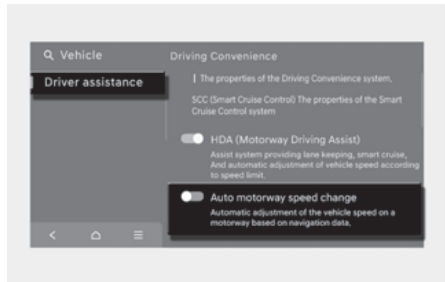 Vehicle
Driver assistance
Driving Convenience
The properties of the Driving Convenience system,
SCC (Smart Cruise Control) The properties of the Smart
Cruise Control system
HDA (Motorway Driving Assist)
Assist system providing lane keeping, smart cruise,
And automatic adjustment of vehicle speed according
to speed limit,
Auto motorway speed change
Automatic adjustment of the vehicle speed on a
motorway based on navigation data,